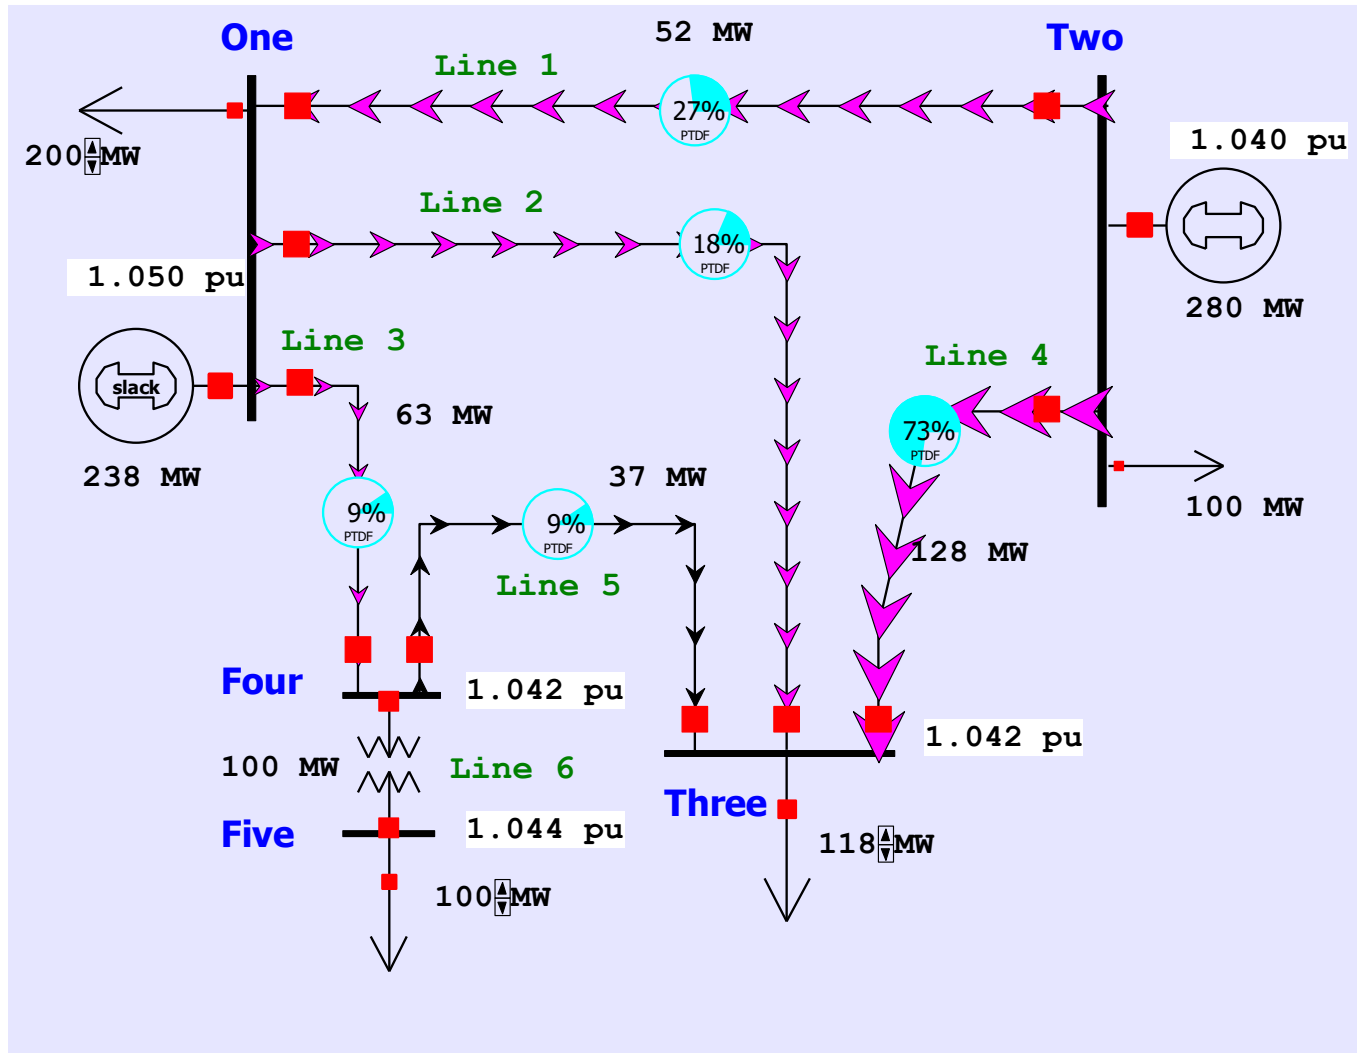 52 MW
One
Two
Line 1
27%
PTDF
200 MW
1.040 pu
Line 2
18%
PTDF
1.050 pu
280 MW
Line 3
Line 4
slack
63 MW
73%
PTDF
238 MW
37 MW
100 MW
9%
PTDF
9%
PTDF
128 MW
Line 5
Four
1.042 pu
1.042 pu
100 MW
Line 6
Three
Five
1.044 pu
118 MW
100 MW